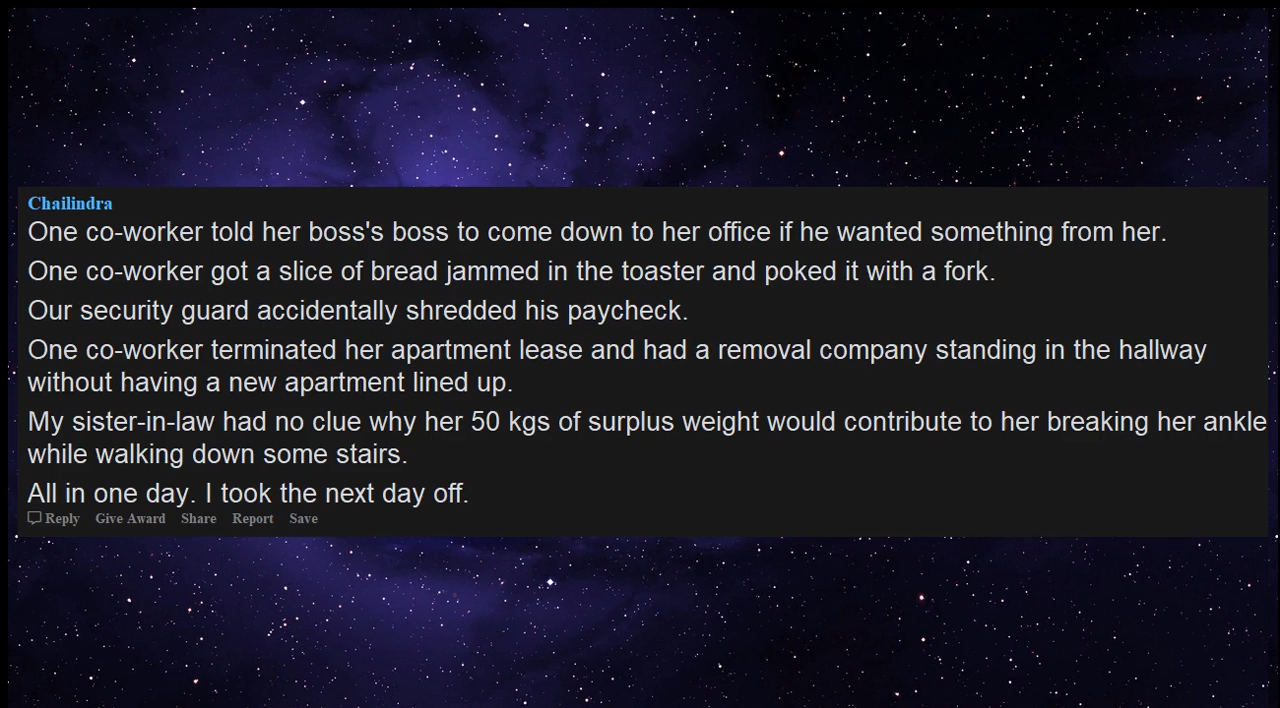 Chailindra
One co-worker told her boss's boss to come down to her office if he wanted something from her.
One co-worker got a slice of bread jammed in the toaster and poked it with a fork.
Our security guard accidentally shredded his paycheck.
One co-worker terminated her apartment lease and had a removal company standing in the hallway
without having a new apartment lined up.
My sister-in-law had no clue why her 50 kgs of surplus weight would contribute to her breaking her ankle
while walking down some stairs.
All in one day. I took the next day off.
Reply Give Award Share Report Save